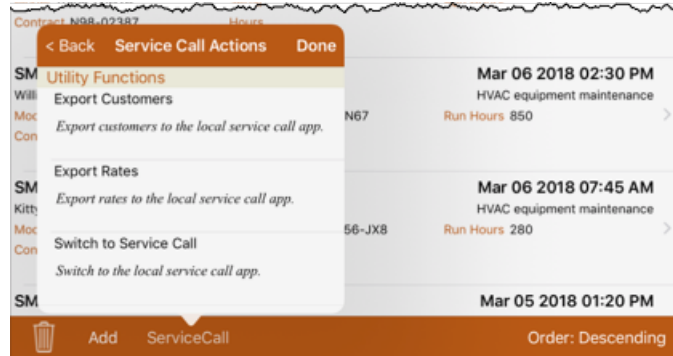 Contract N98-02387 Hours
< Back Service Call Actions Done
Utility Functions
Export Customers
Export customers to the local service call app.
Export Rates
Export rates to the local service call app.
Switch to Service Call
Switch to the local service call app.
SM Mar 06 2018 02:30 PM
Willi HVAC equipment maintenance
Moc N67 Run Hours 850
Con
SM Mar 06 2018 07:45 AM
Kitty HVAC equipment maintenance
Moc 56-JX8 Run Hours 280
Con
SM Mar 05 2018 01:20 PM
Add ServiceCall Order: Descending